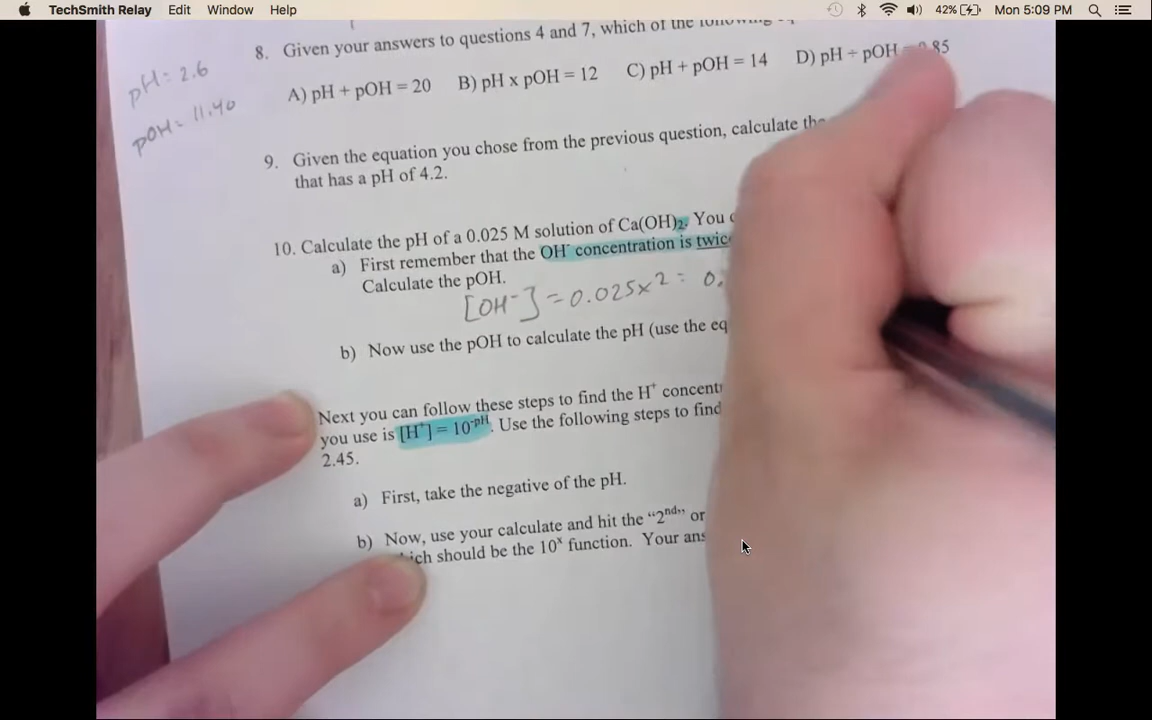 TechSmith Relay Edit Window Help 42% Mon 5:09 PM
8. Given your answers to questions 4 and 7, which of the following
A) pH + pOH = 20 B) pH x pOH = 12 C) pH + pOH = 14 D) pH ÷ pOH = 0.85
pH = 2.6
pOH = 11.40
9. Given the equation you chose from the previous question, calculate the
that has a pH of 4.2.
10. Calculate the pH of a 0.025 M solution of Ca(OH)₂. You
a) First remember that the OH⁻ concentration is twic
Calculate the pOH.
[OH⁻] = 0.025x2 = 0.
b) Now use the pOH to calculate the pH (use the eq
Next you can follow these steps to find the H⁺ concent
you use is [H⁺] = 10⁻ᵖᴴ. Use the following steps to find
2.45.
a) First, take the negative of the pH.
b) Now, use your calculate and hit the “2ⁿᵈ” or
ich should be the 10ˣ function. Your ans